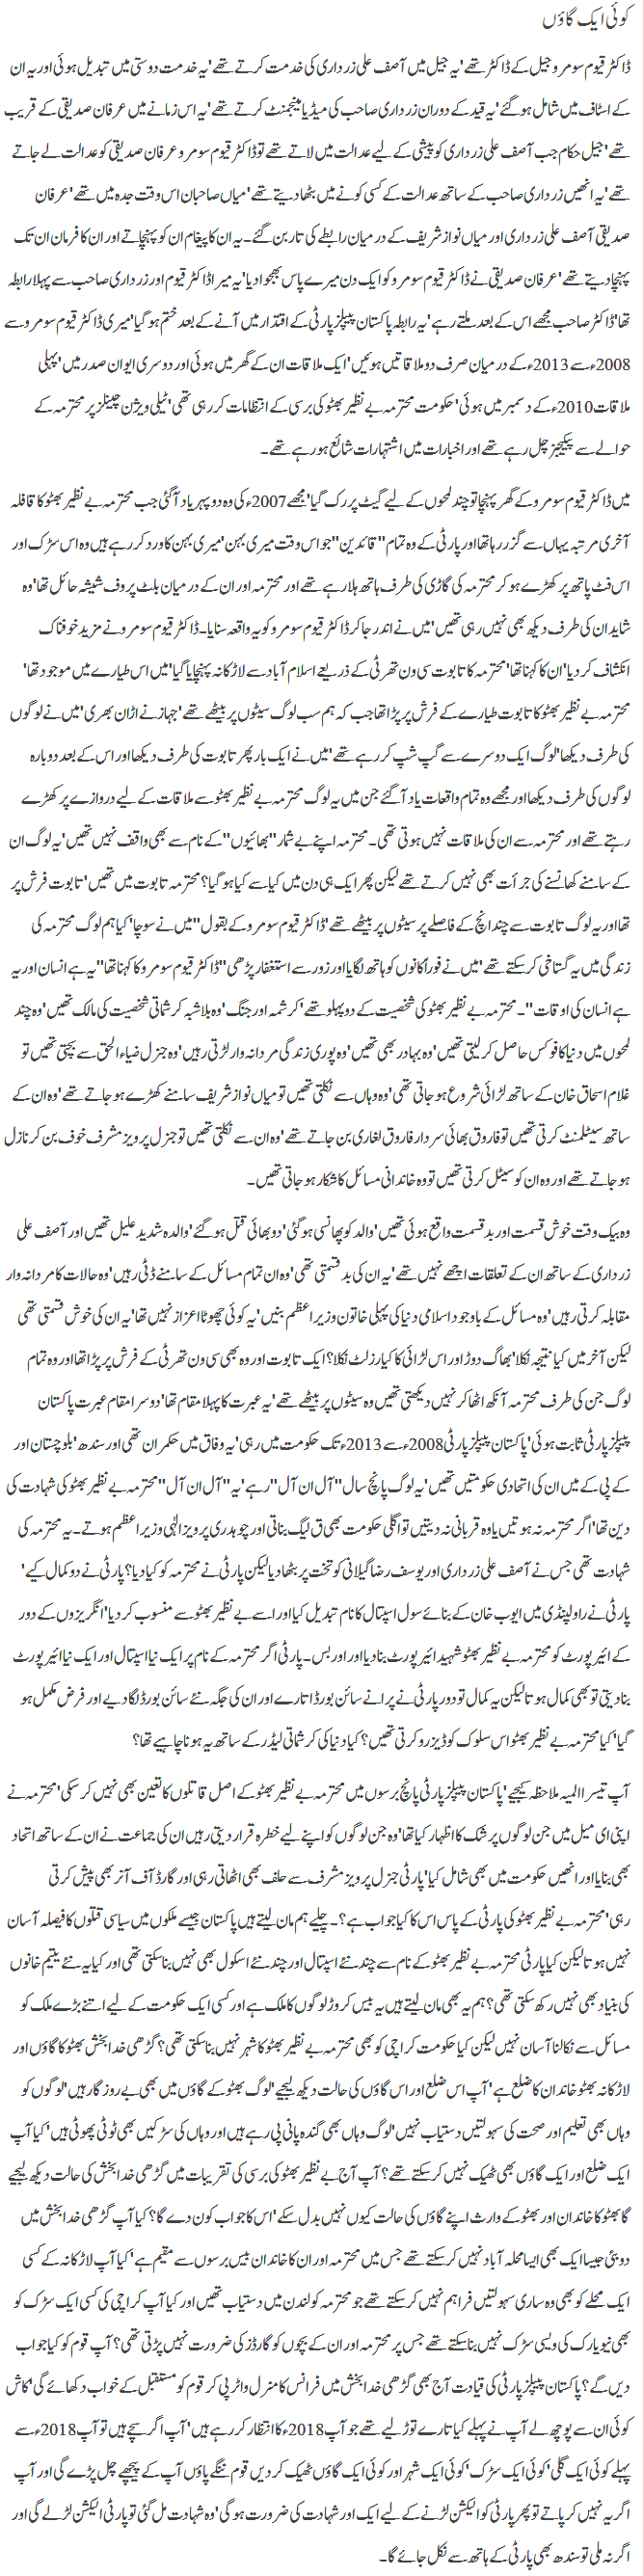 کوئی ایک گاؤں
ڈاکٹر قیوم سومرو جیل کے ڈاکٹر تھے' یہ جیل میں آصف علی زرداری کی خدمت کرتے تھے' یہ خدمت دوستی میں تبدیل ہوئی اور یہ ان
کے اسٹاف میں شامل ہو گئے' یہ قید کے دوران زرداری صاحب کی میڈیا مینجمنٹ کرتے تھے' یہ اس زمانے میں عرفان صدیقی کے قریب
تھے' جیل حکام جب آصف علی زرداری کو پیشی کے لیے عدالت میں لاتے تھے تو ڈاکٹر قیوم سومرو عرفان صدیقی کو عدالت لے جاتے
تھے' یہ انھیں زرداری صاحب کے ساتھ عدالت کے کسی کونے میں بٹھا دیتے تھے' میاں صاحبان اس وقت جدہ میں تھے' عرفان
صدیقی آصف علی زرداری اور میاں نواز شریف کے درمیان رابطے کی تار بن گئے۔ یہ ان کا پیغام ان کو پہنچاتے اور ان کا فرمان ان تک
پہنچا دیتے تھے' عرفان صدیقی نے ڈاکٹر قیوم سومرو کو ایک دن میرے پاس بھجوا دیا' یہ میرا ڈاکٹر قیوم اور زرداری صاحب سے پہلا رابطہ
تھا' ڈاکٹر صاحب مجھے اس کے بعد ملتے رہے' یہ رابطہ پاکستان پیپلز پارٹی کے اقتدار میں آنے کے بعد ختم ہو گیا' میری ڈاکٹر قیوم سومرو سے
2008ء سے 2013ء کے درمیان صرف دو ملاقاتیں ہوئیں' ایک ملاقات ان کے گھر میں ہوئی اور دوسری ایوان صدر میں' پہلی
ملاقات 2010ء کے دسمبر میں ہوئی' حکومت محترمہ بے نظیر بھٹو کی برسی کے انتظامات کر رہی تھی' ٹیلی ویژن چینلز پر محترمہ کے
حوالے سے پیکیجز چل رہے تھے اور اخبارات میں اشتہارات شائع ہو رہے تھے۔
میں ڈاکٹر قیوم سومرو کے گھر پہنچا تو چند لمحوں کے لیے گیٹ پر رک گیا' مجھے 2007ء کی وہ دوپہر یاد آ گئی جب محترمہ بے نظیر بھٹو کا قافلہ
آخری مرتبہ یہاں سے گزر رہا تھا اور پارٹی کے وہ تمام "قائدین" جو اس وقت میری بہن' میری بہن کا ورد کر رہے ہیں وہ اس سڑک اور
اس فٹ پاتھ پر کھڑے ہو کر محترمہ کی گاڑی کی طرف ہاتھ ہلا رہے تھے اور محترمہ اور ان کے درمیان بلٹ پروف شیشہ حائل تھا' وہ
شاید ان کی طرف دیکھ بھی نہیں رہی تھیں' میں نے اندر جا کر ڈاکٹر قیوم سومرو کو یہ واقعہ سنایا۔ ڈاکٹر قیوم سومرو نے مزید خوفناک
انکشاف کر دیا' ان کا کہنا تھا' محترمہ کا تابوت سی ون تھرٹی کے ذریعے اسلام آباد سے لاڑکانہ پہنچایا گیا' میں اس طیارے میں موجود تھا'
محترمہ بے نظیر بھٹو کا تابوت طیارے کے فرش پر پڑا تھا جب کہ ہم سب لوگ سیٹوں پر بیٹھے تھے' جہاز نے اڑان بھری' میں نے لوگوں
کی طرف دیکھا' لوگ ایک دوسرے سے گپ شپ کر رہے تھے' میں نے ایک بار پھر تابوت کی طرف دیکھا اور اس کے بعد دوبارہ
لوگوں کی طرف دیکھا اور مجھے وہ تمام واقعات یاد آ گئے جن میں یہ لوگ محترمہ بے نظیر بھٹو سے ملاقات کے لیے دروازے پر کھڑے
رہتے تھے اور محترمہ سے ان کی ملاقات نہیں ہوتی تھی۔ محترمہ اپنے بے شمار "بھائیوں" کے نام سے بھی واقف نہیں تھیں' یہ لوگ ان
کے سامنے کھانسنے کی جرأت بھی نہیں کرتے تھے لیکن پھر ایک ہی دن میں کیا سے کیا ہو گیا؟ محترمہ تابوت میں تھیں' تابوت فرش پر
تھا اور یہ لوگ تابوت سے چند انچ کے فاصلے پر سیٹوں پر بیٹھے تھے' ڈاکٹر قیوم سومرو کے بقول "میں نے سوچا' کیا ہم لوگ محترمہ کی
زندگی میں یہ گستاخی کر سکتے تھے' میں نے فوراً کانوں کو ہاتھ لگایا اور زور سے استغفار پڑھی" ڈاکٹر قیوم سومرو کا کہنا تھا "یہ ہے انسان اور یہ
ہے انسان کی اوقات"۔ محترمہ بے نظیر بھٹو کی شخصیت کے دو پہلو تھے' کرشمہ اور جنگ' وہ بلاشبہ کرشماتی شخصیت کی مالک تھیں' وہ چند
لمحوں میں دنیا کا فوکس حاصل کر لیتی تھیں' وہ بہادر بھی تھیں' وہ پوری زندگی مردانہ وار لڑتی رہیں' وہ جنرل ضیاء الحق سے بچتی تھیں تو
غلام اسحاق خان کے ساتھ لڑائی شروع ہو جاتی تھی' وہ وہاں سے نکلتی تھیں تو میاں نواز شریف سامنے کھڑے ہو جاتے تھے' وہ ان کے
ساتھ سیٹلمنٹ کرتی تھیں تو فاروق بھائی سردار فاروق لغاری بن جاتے تھے' وہ ان سے نکلتی تھیں تو جنرل پرویز مشرف خوف بن کر نازل
ہو جاتے تھے اور وہ ان کو سیٹل کرتی تھیں تو وہ خاندانی مسائل کا شکار ہو جاتی تھیں۔
وہ بیک وقت خوش قسمت اور بدقسمت واقع ہوئی تھیں' والد کو پھانسی ہو گئی' دو بھائی قتل ہو گئے' والدہ شدید علیل تھیں اور آصف علی
زرداری کے ساتھ ان کے تعلقات اچھے نہیں تھے' یہ ان کی بدقسمتی تھی' وہ ان تمام مسائل کے سامنے ڈٹی رہیں' وہ حالات کا مردانہ وار
مقابلہ کرتی رہیں' وہ مسائل کے باوجود اسلامی دنیا کی پہلی خاتون وزیراعظم بنیں' یہ کوئی چھوٹا اعزاز نہیں تھا' یہ ان کی خوش قسمتی تھی
لیکن آخر میں کیا نتیجہ نکلا' بھاگ دوڑ اور اس لڑائی کا کیا رزلٹ نکلا؟ ایک تابوت اور وہ بھی سی ون تھرٹی کے فرش پر پڑا تھا اور وہ تمام
لوگ جن کی طرف محترمہ آنکھ اٹھا کر نہیں دیکھتی تھیں وہ سیٹوں پر بیٹھے تھے' یہ عبرت کا پہلا مقام تھا' دوسرا مقام عبرت پاکستان
پیپلز پارٹی ثابت ہوئی' پاکستان پیپلز پارٹی 2008ء سے 2013ء تک حکومت میں رہی' یہ وفاق میں حکمران تھی اور سندھ' بلوچستان اور
کے پی کے میں ان کی اتحادی حکومتیں تھیں' یہ لوگ پانچ سال "آل ان آل" رہے' یہ "آل ان آل" محترمہ بے نظیر بھٹو کی شہادت کی
دین تھا' اگر محترمہ نہ ہوتیں یا وہ قربانی نہ دیتیں تو اگلی حکومت بھی ق لیگ بناتی اور چوہدری پرویز الٰہی وزیراعظم ہوتے۔ یہ محترمہ کی
شہادت تھی جس نے آصف علی زرداری اور یوسف رضا گیلانی کو تخت پر بٹھا دیا لیکن پارٹی نے محترمہ کو کیا دیا؟ پارٹی نے دو کمال کیے'
پارٹی نے راولپنڈی میں ایوب خان کے بنائے سول اسپتال کا نام تبدیل کیا اور اسے بے نظیر بھٹو سے منسوب کر دیا' انگریزوں کے دور
کے ائیر پورٹ کو محترمہ بے نظیر بھٹو شہید ائیر پورٹ بنا دیا اور اور بس۔ پارٹی اگر محترمہ کے نام پر ایک نیا اسپتال اور ایک نیا ائیر پورٹ
بنا دیتی تو بھی کمال ہوتا لیکن یہ کمال تو دور پارٹی نے پرانے سائن بورڈ اتارے اور ان کی جگہ نئے سائن بورڈ لگا دیے اور فرض مکمل ہو
گیا' کیا محترمہ بے نظیر بھٹو اس سلوک کو ڈیزرو کرتی تھیں؟ کیا دنیا کی کرشماتی لیڈر کے ساتھ یہ ہونا چاہیے تھا؟
آپ تیسرا المیہ ملاحظہ کیجیے' پاکستان پیپلز پارٹی پانچ برسوں میں محترمہ بے نظیر بھٹو کے اصل قاتلوں کا تعین بھی نہیں کر سکی' محترمہ نے
اپنی ای میل میں جن لوگوں پر شک کا اظہار کیا تھا' وہ جن لوگوں کو اپنے لیے خطرہ قرار دیتی رہیں ان کی جماعت نے ان کے ساتھ اتحاد
بھی بنایا اور انھیں حکومت میں بھی شامل کیا' پارٹی جنرل پرویز مشرف سے حلف بھی اٹھاتی رہی اور گارڈ آف آنر بھی پیش کرتی
رہی' محترمہ بے نظیر بھٹو کی پارٹی کے پاس اس کا کیا جواب ہے؟۔ چلیے ہم مان لیتے ہیں پاکستان جیسے ملکوں میں سیاسی قتلوں کا فیصلہ آسان
نہیں ہوتا لیکن کیا پارٹی محترمہ بے نظیر بھٹو کے نام سے چند نئے اسپتال اور چند نئے اسکول بھی نہیں بنا سکتی تھی اور کیا یہ نئے یتیم خانوں
کی بنیاد بھی نہیں رکھ سکتی تھی؟ ہم یہ بھی مان لیتے ہیں یہ بیس کروڑ لوگوں کا ملک ہے اور کسی ایک حکومت کے لیے اتنے بڑے ملک کو
مسائل سے نکالنا آسان نہیں لیکن کیا حکومت کراچی کو بھی محترمہ بے نظیر بھٹو کا شہر نہیں بنا سکتی تھی؟ گڑھی خدا بخش بھٹو کا گاؤں اور
لاڑکانہ بھٹو خاندان کا ضلع ہے' آپ اس ضلع اور اس گاؤں کی حالت دیکھ لیجیے' لوگ بھٹو کے گاؤں میں بھی بے روزگار ہیں' لوگوں کو
وہاں بھی تعلیم اور صحت کی سہولتیں دستیاب نہیں' لوگ وہاں بھی گندہ پانی پی رہے ہیں اور وہاں کی سڑکیں بھی ٹوٹی پھوٹی ہیں' کیا آپ
ایک ضلع اور ایک گاؤں بھی ٹھیک نہیں کر سکتے تھے؟ آپ آج بے نظیر بھٹو کی برسی کی تقریبات میں گڑھی خدا بخش کی حالت دیکھ لیجیے
گا' بھٹو کا خاندان اور بھٹو کے وارث اپنے گاؤں کی حالت کیوں نہیں بدل سکے' اس کا جواب کون دے گا؟ کیا آپ گڑھی خدا بخش میں
دوبئی جیسا ایک بھی ایسا محلہ آباد نہیں کر سکتے تھے جس میں محترمہ اور ان کا خاندان بیس برسوں سے مقیم ہے' کیا آپ لاڑکانہ کے کسی
ایک محلے کو بھی وہ ساری سہولتیں فراہم نہیں کر سکتے تھے جو محترمہ کو لندن میں دستیاب تھیں اور کیا آپ کراچی کی کسی ایک سڑک کو
بھی نیویارک کی ویسی سڑک نہیں بنا سکتے تھے جس پر محترمہ اور ان کے بچوں کو گارڈز کی ضرورت نہیں پڑتی تھی؟ آپ قوم کو کیا جواب
دیں گے؟ پاکستان پیپلز پارٹی کی قیادت آج بھی گڑھی خدا بخش میں فرانس کا منرل واٹر پی کر قوم کو مستقبل کے خواب دکھائے گی' کاش
کوئی ان سے پوچھ لے آپ نے پہلے کیا تارے توڑ لیے تھے جو آپ 2018ء کا انتظار کر رہے ہیں' آپ اگر سچے ہیں تو آپ 2018ء سے
پہلے کوئی ایک گلی' کوئی ایک سڑک' کوئی ایک شہر اور کوئی ایک گاؤں ٹھیک کر دیں قوم ننگے پاؤں آپ کے پیچھے چل پڑے گی اور آپ
اگر یہ نہیں کر پاتے تو پھر پارٹی کو الیکشن لڑنے کے لیے ایک اور شہادت کی ضرورت ہو گی' وہ شہادت مل گئی تو پارٹی الیکشن لڑ لے گی اور
اگر نہ ملی تو سندھ بھی پارٹی کے ہاتھ سے نکل جائے گا۔